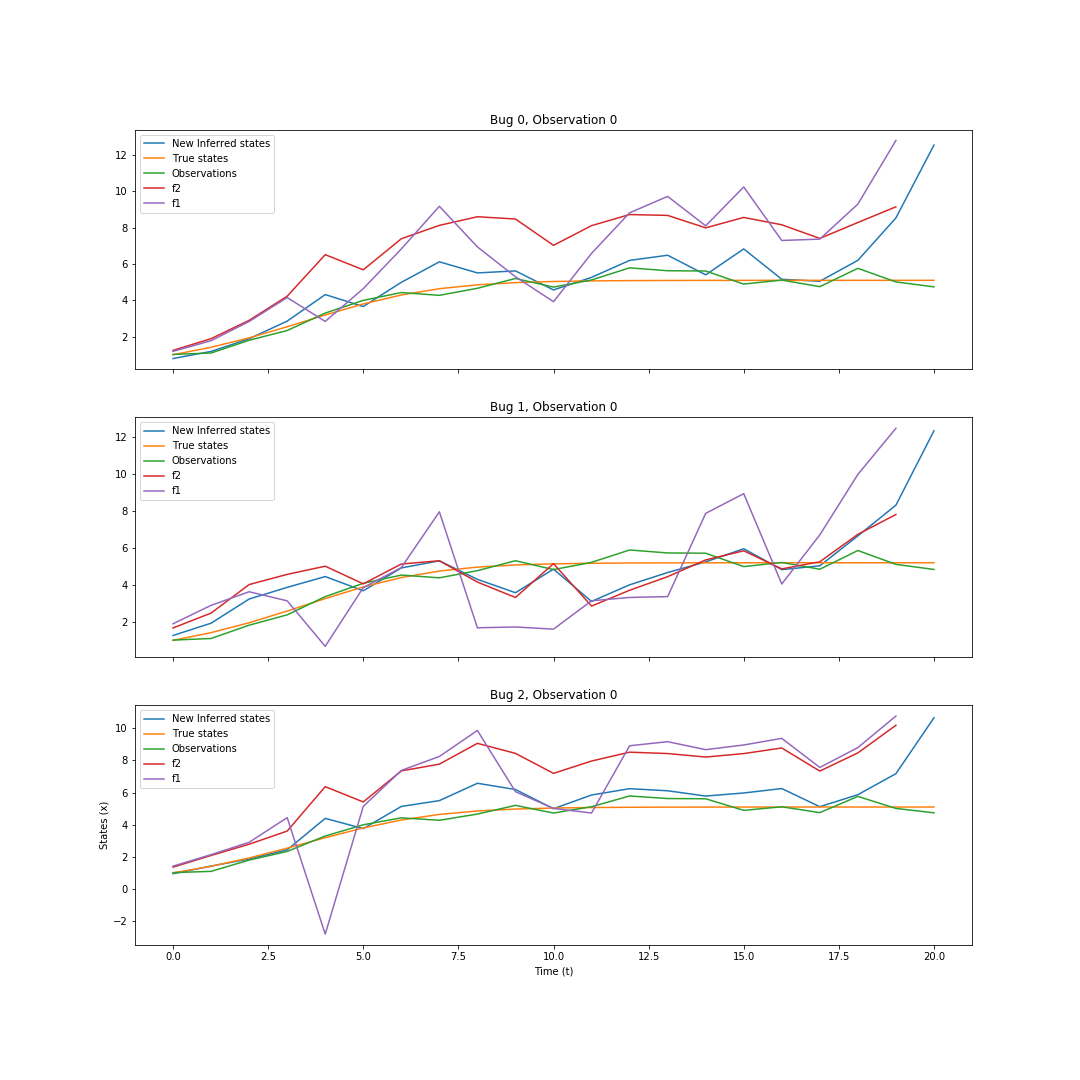 Bug 0, Observation 0
New Inferred states
True states
Observations
f2
f1
12
10
8
6
4
2
Bug 1, Observation 0
New Inferred states
True states
Observations
f2
f1
12
10
8
6
4
2
Bug 2, Observation 0
New Inferred states
True states
Observations
f2
f1
10
8
6
4
2
0
−2
States (x)
0.0 2.5 5.0 7.5 10.0 12.5 15.0 17.5 20.0
Time (t)